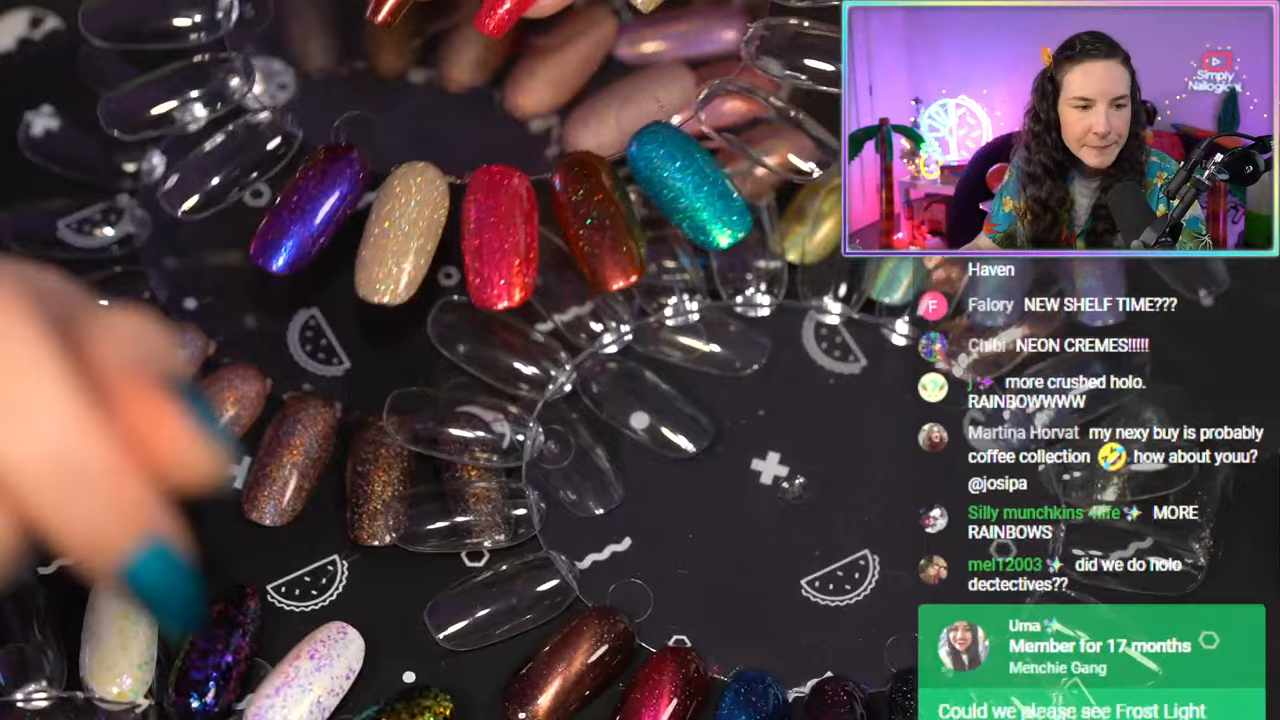 Simply
Nailogical
Haven
F
Falory NEW SHELF TIME???
Chibi NEON CREMES!!!!!
j more crushed holo.
RAINBOWWWW
Martina Horvat my nexy buy is probably
coffee collection 🤣 how about youu?
@josipa
Silly munchkins 4life MORE
RAINBOWS
mel12003 did we do holo
dectectives??
Uma
Member for 17 months
Menchie Gang
Could we please see Frost Light